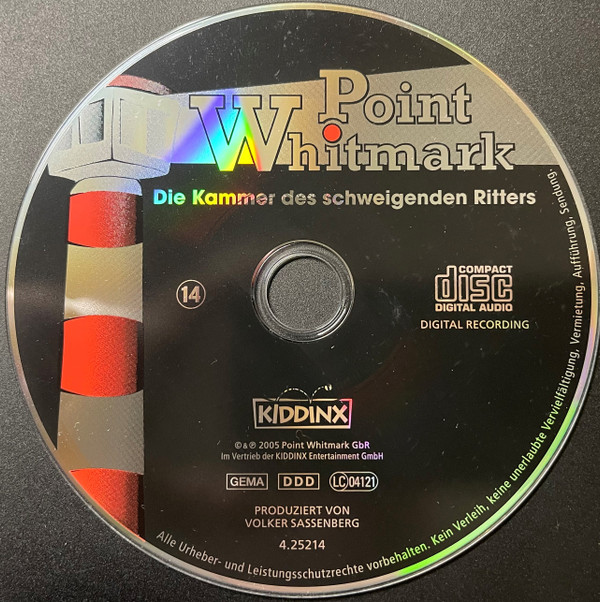 Point
Whitmark
Die Kammer des schweigenden Ritters
14
COMPACT
disc
DIGITAL AUDIO
DIGITAL RECORDING
KIDDINX
© & ℗ 2005 Point Whitmark GbR
Im Vertrieb der KIDDINX Entertainment GmbH
GEMA DDD LC 04121
PRODUZIERT VON
VOLKER SASSENBERG
4.25214
Alle Urheber- und Leistungsschutzrechte vorbehalten. Kein Verleih, keine unerlaubte Vervielfältigung, Vermietung, Aufführung, Sendung.